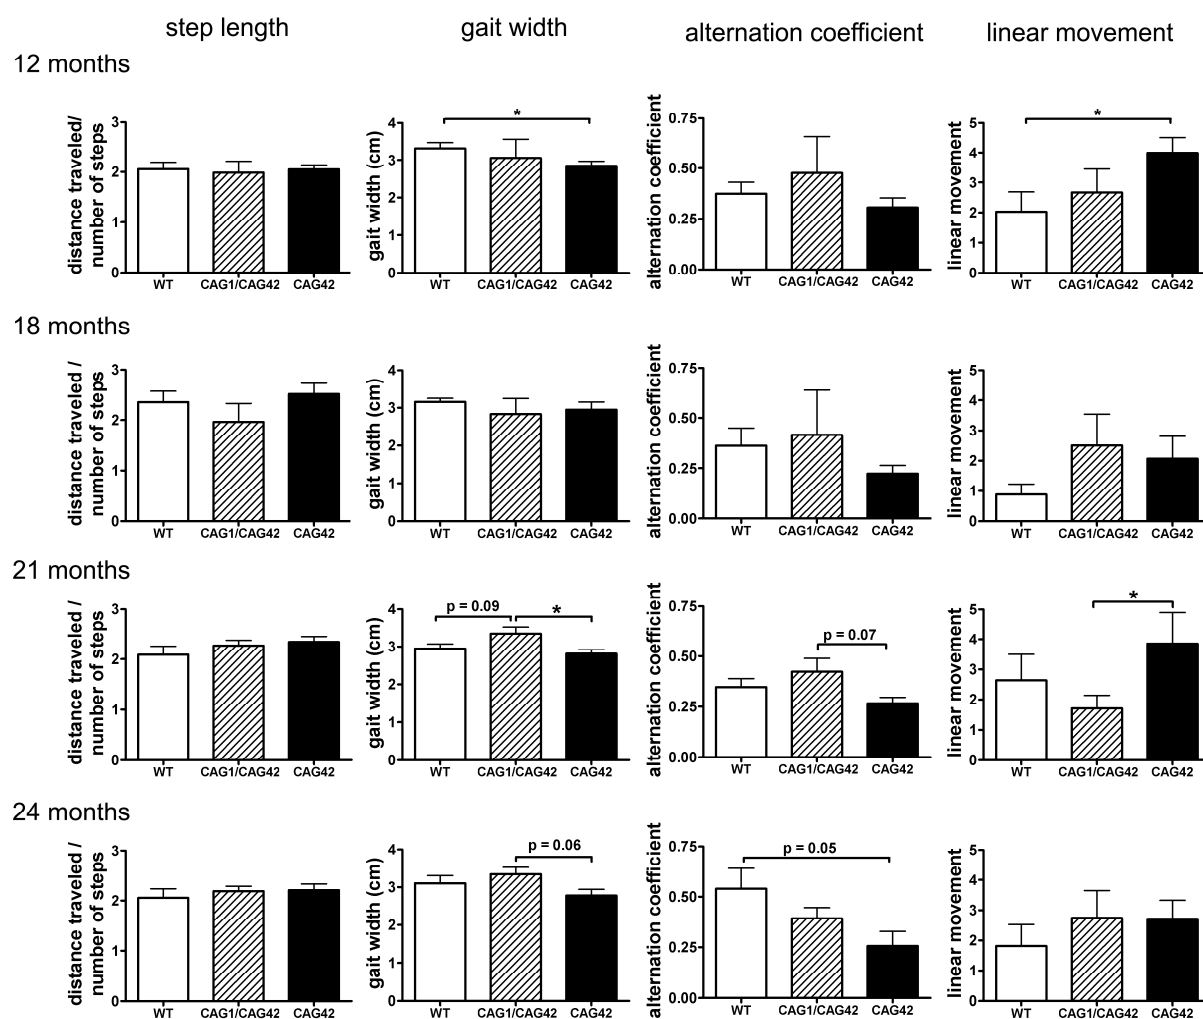 step length gait width alternation coefficient linear movement
12 months
distance traveled/
number of steps
3
2
1
0
WT CAG1/CAG42 CAG42
gait width (cm)
4
3
2
1
0
*
WT CAG1/CAG42 CAG42
alternation coefficient
0.75
0.50
0.25
0.00
WT CAG1/CAG42 CAG42
linear movement
5
4
3
2
1
0
*
WT CAG1/CAG42 CAG42
18 months
distance traveled /
number of steps
3
2
1
0
WT CAG1/CAG42 CAG42
gait width (cm)
4
3
2
1
0
WT CAG1/CAG42 CAG42
alternation coefficient
0.75
0.50
0.25
0.00
WT CAG1/CAG42 CAG42
linear movement
5
4
3
2
1
0
WT CAG1/CAG42 CAG42
21 months
distance traveled /
number of steps
3
2
1
0
WT CAG1/CAG42 CAG42
gait width (cm)
4
3
2
1
0
p = 0.09 *
WT CAG1/CAG42 CAG42
alternation coefficient
0.75
0.50
0.25
0.00
p = 0.07
WT CAG1/CAG42 CAG42
linear movement
5
4
3
2
1
0
*
WT CAG1/CAG42 CAG42
24 months
distance traveled /
number of steps
3
2
1
0
WT CAG1/CAG42 CAG42
gait width (cm)
4
3
2
1
0
p = 0.06
WT CAG1/CAG42 CAG42
alternation coefficient
0.75
0.50
0.25
0.00
p = 0.05
WT CAG1/CAG42 CAG42
linear movement
5
4
3
2
1
0
WT CAG1/CAG42 CAG42